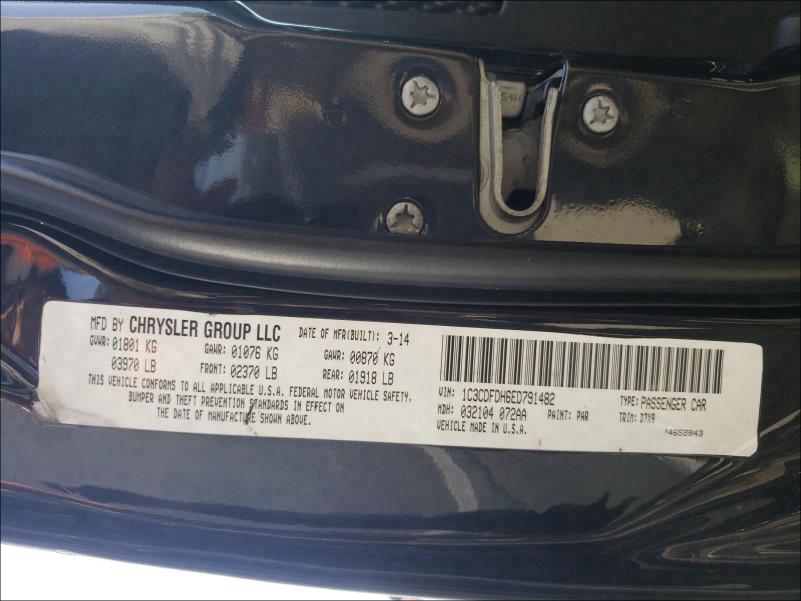 MFD BY CHRYSLER GROUP LLC DATE OF MFR(BUILT): 3-14
GVWR: 01801 KG GAWR: 01076 KG GAWR: 00870 KG
03970 LB FRONT: 02370 LB REAR: 01918 LB
THIS VEHICLE CONFORMS TO ALL APPLICABLE U.S.A. FEDERAL MOTOR VEHICLE SAFETY,
BUMPER AND THEFT PREVENTION STANDARDS IN EFFECT ON
THE DATE OF MANUFACTURE SHOWN ABOVE.
VIN: 1C3CDFDH6ED791482 TYPE: PASSENGER CAR
MDH: 032104 072AA PAINT: PAR TRIM: D7X9
VEHICLE MADE IN U.S.A. *4658843